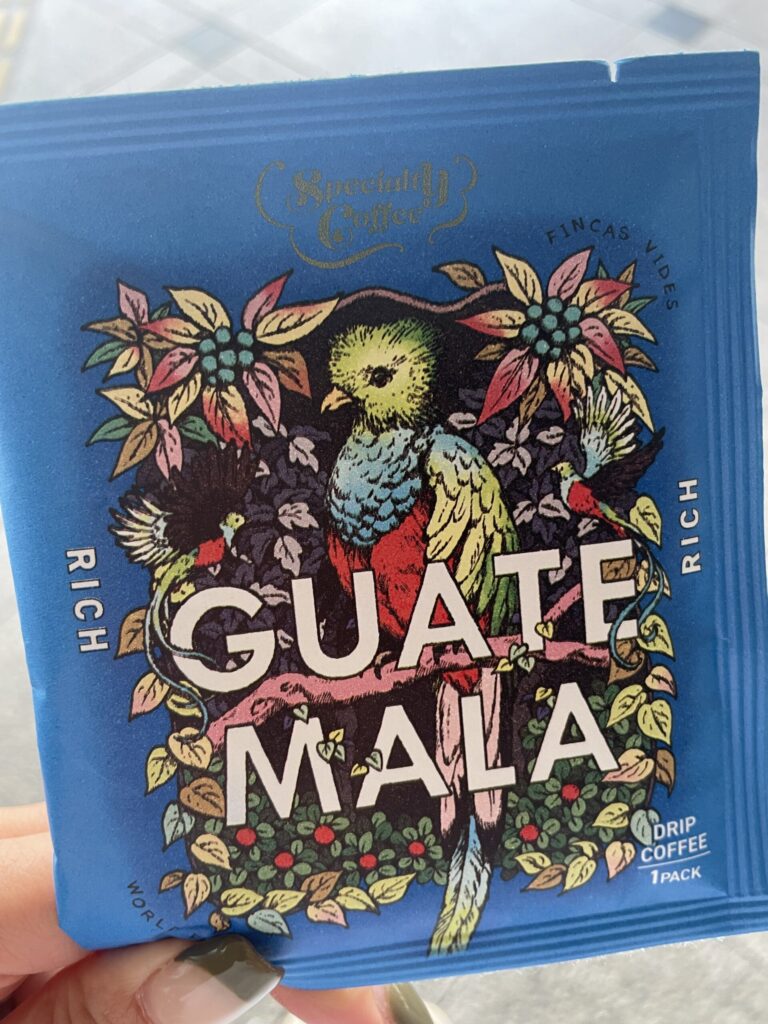 Specialty
Coffee
FINCAS VIDES
RICH
RICH
GUATE
MALA
DRIP
COFFEE
1PACK